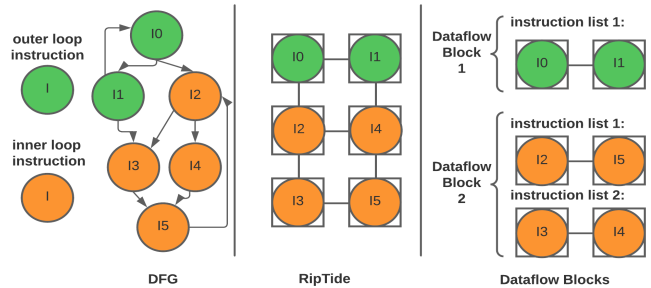 outer loop
instruction
I
inner loop
instruction
I
I0
I1
I2
I3
I4
I5
DFG
I0
I1
I2
I4
I3
I5
RipTide
Dataflow
Block
1
instruction list 1:
I0
I1
Dataflow
Block
2
instruction list 1:
I2
I5
instruction list 2:
I3
I4
Dataflow Blocks